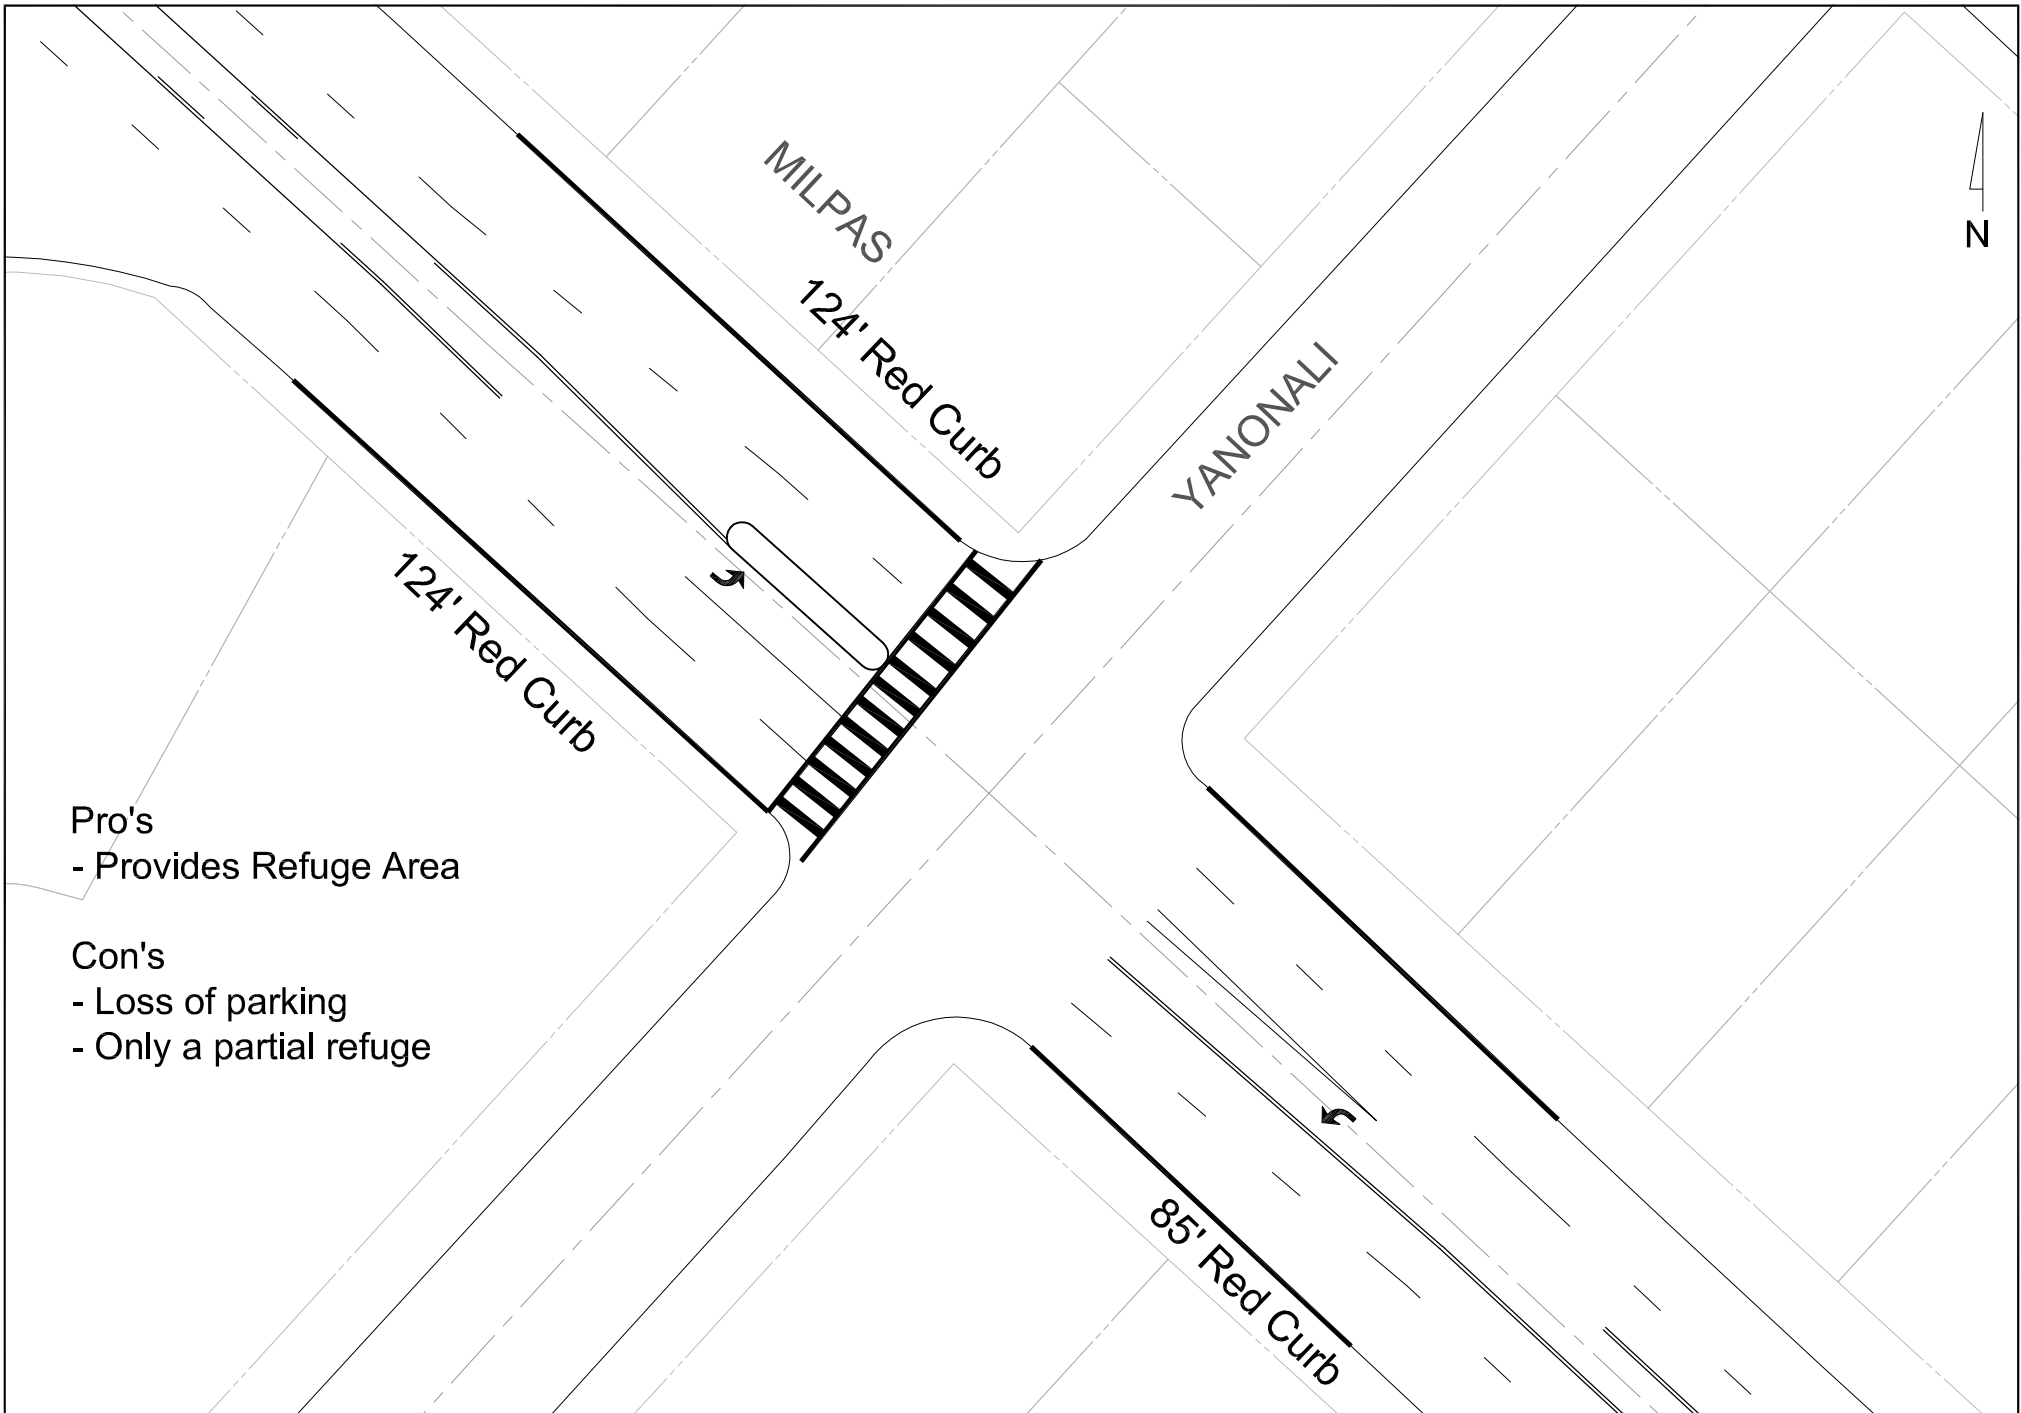 MILPAS
N
124' Red Curb
YANONALI
124' Red Curb
Pro's
- Provides Refuge Area
Con's
- Loss of parking
- Only a partial refuge
85' Red Curb